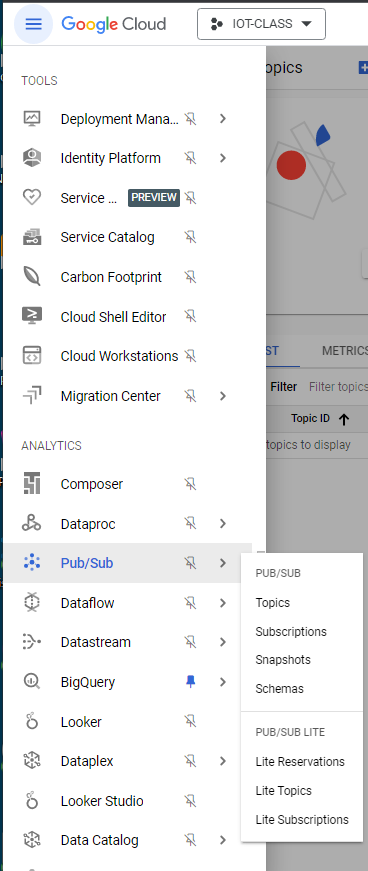 Google Cloud
IOT-CLASS
opics
TOOLS
Deployment Mana...
Identity Platform
Service ... PREVIEW
Service Catalog
Carbon Footprint
Cloud Shell Editor
Cloud Workstations
Migration Center
ST METRICS
Filter Filter topics
Topic ID
topics to display
ANALYTICS
Composer
Dataproc
Pub/Sub
Dataflow
Datastream
BigQuery
Looker
Dataplex
Looker Studio
Data Catalog
PUB/SUB
Topics
Subscriptions
Snapshots
Schemas
PUB/SUB LITE
Lite Reservations
Lite Topics
Lite Subscriptions